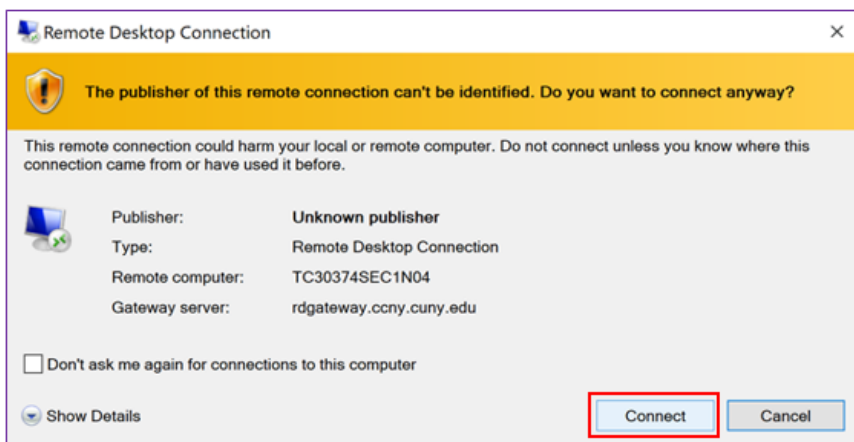 Remote Desktop Connection
The publisher of this remote connection can't be identified. Do you want to connect anyway?
This remote connection could harm your local or remote computer. Do not connect unless you know where this
connection came from or have used it before.
Publisher: Unknown publisher
Type: Remote Desktop Connection
Remote computer: TC30374SEC1N04
Gateway server: rdgateway.ccny.cuny.edu
Don't ask me again for connections to this computer
Show Details Connect Cancel